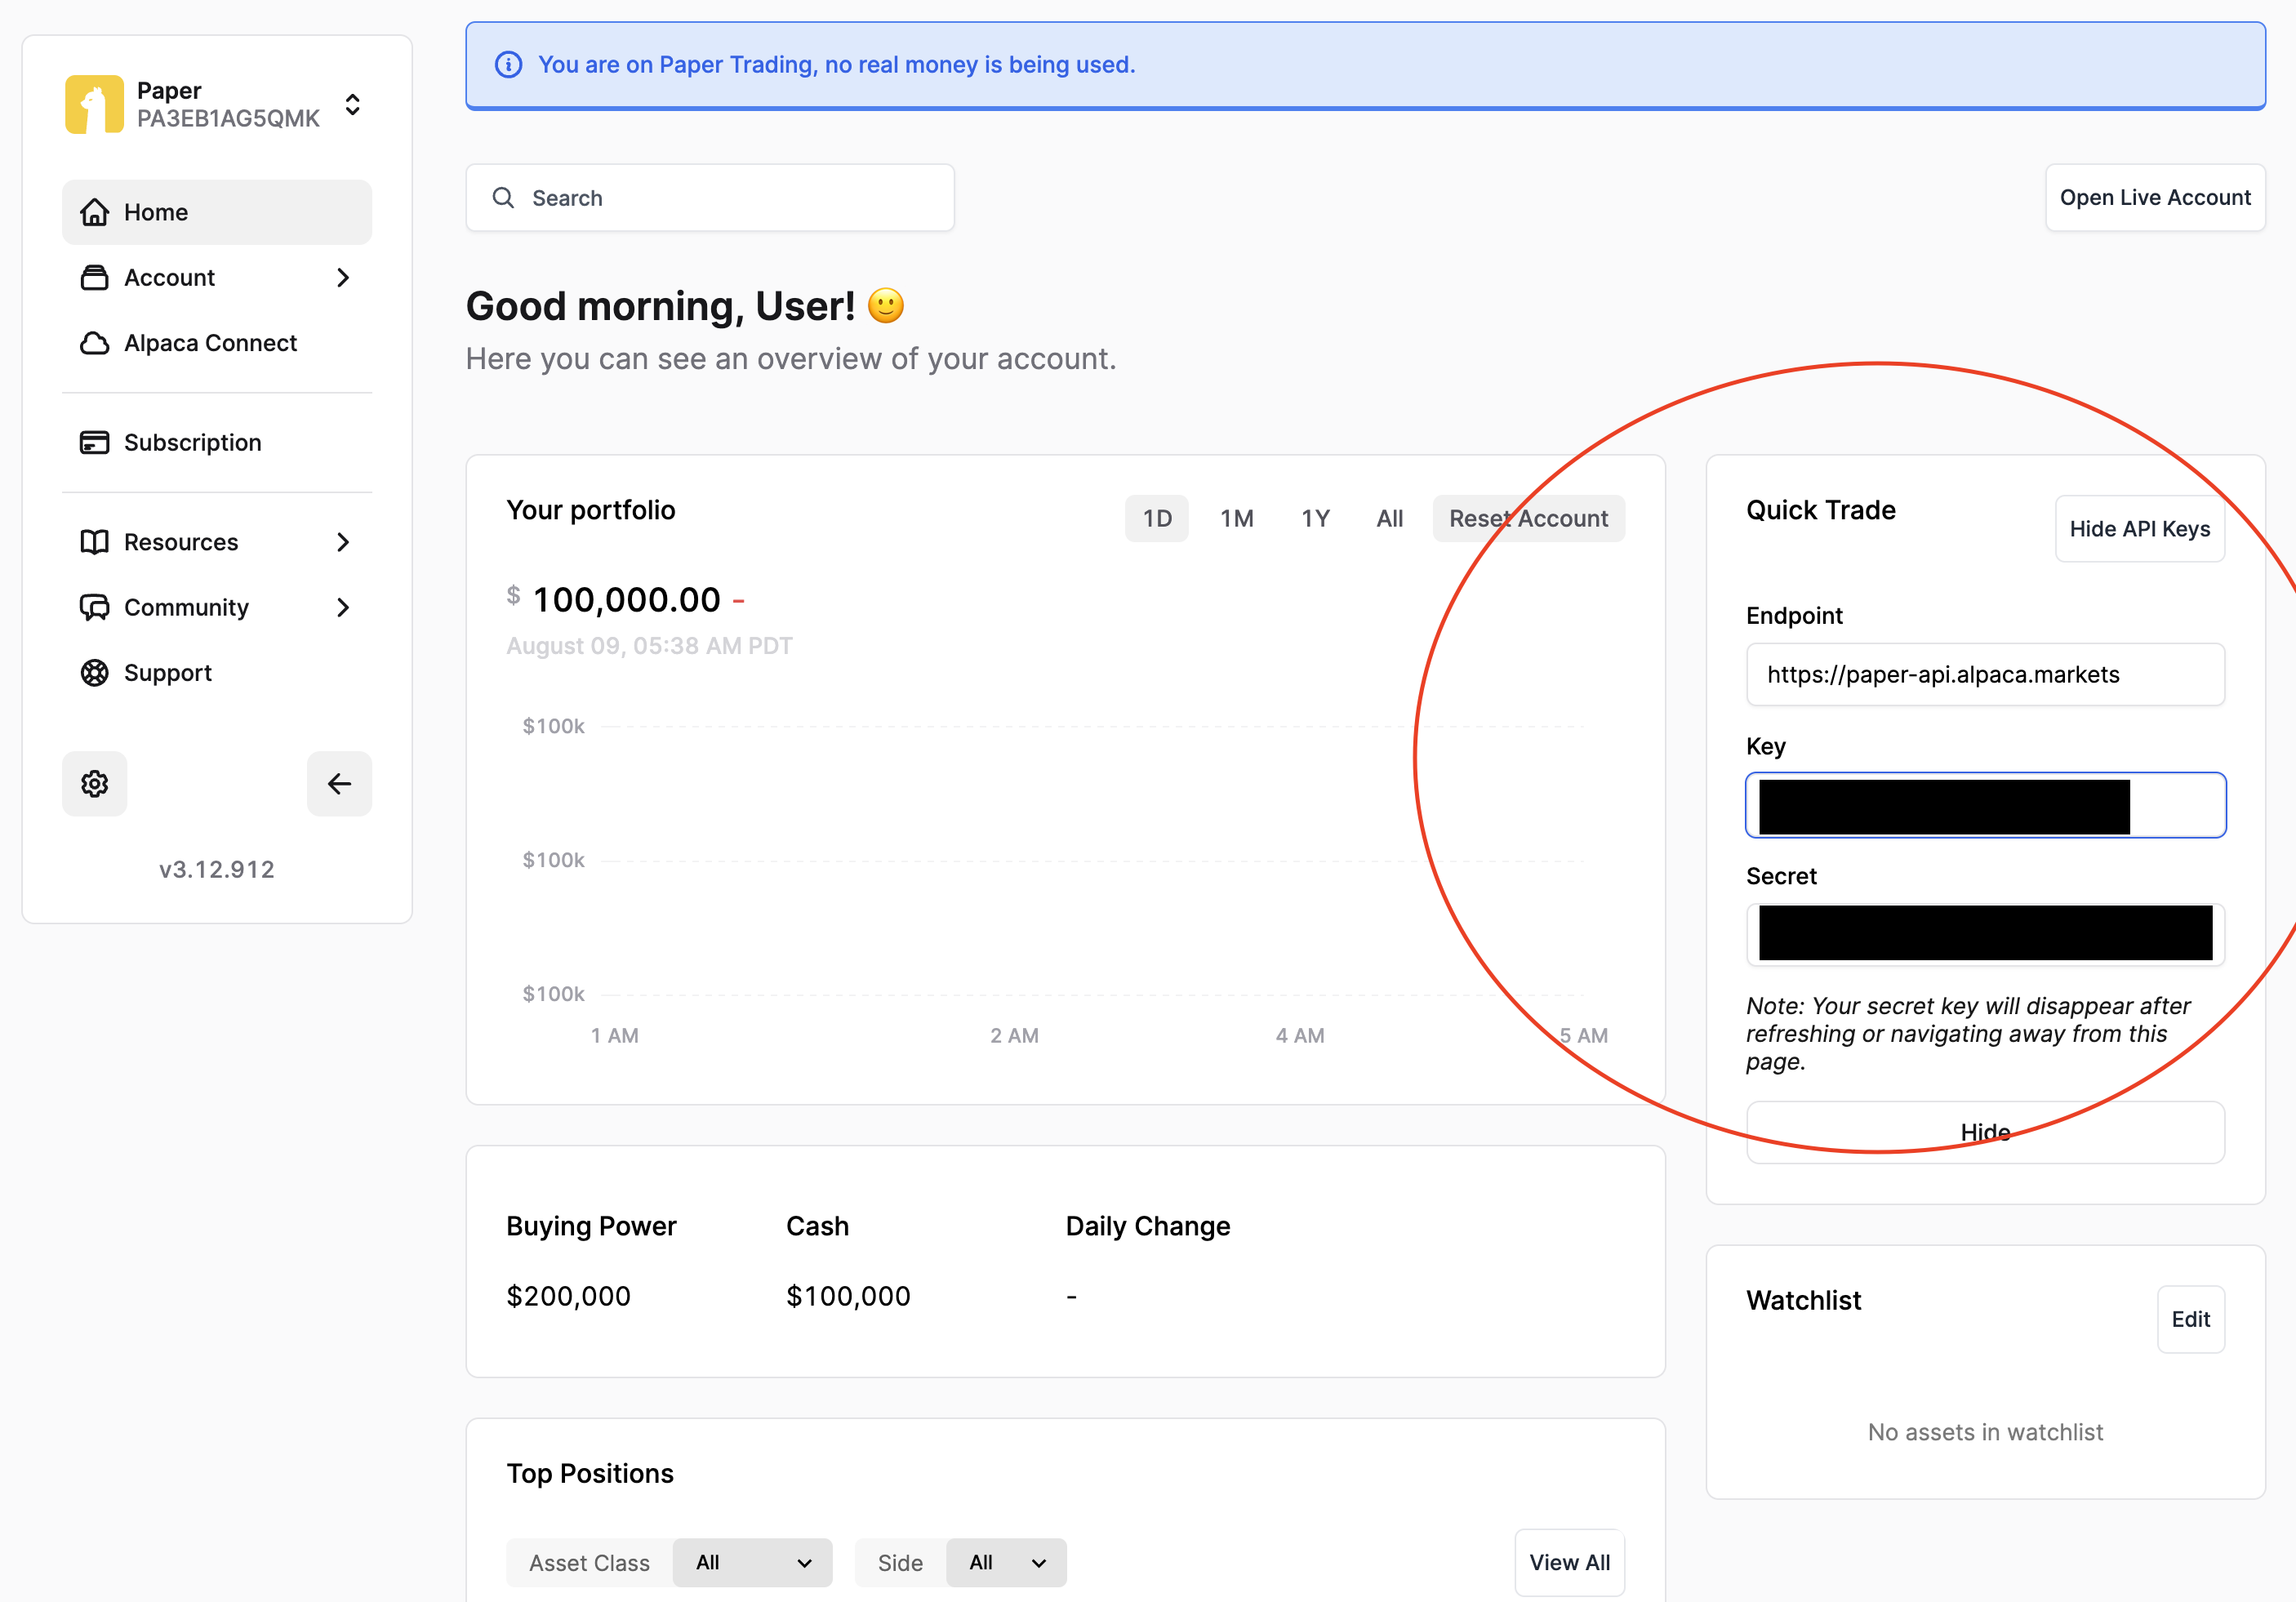 Paper
PA3EB1AG5QMK
Home
Account
Alpaca Connect
Subscription
Resources
Community
Support
v3.12.912
You are on Paper Trading, no real money is being used.
Search
Open Live Account
Good morning, User! 🙂
Here you can see an overview of your account.
Your portfolio
1D 1M 1Y All Reset Account
$ 100,000.00 -
August 09, 05:38 AM PDT
$100k
$100k
$100k
1 AM 2 AM 4 AM 5 AM
Quick Trade
Hide API Keys
Endpoint
https://paper-api.alpaca.markets
Key
Secret
Note: Your secret key will disappear after
refreshing or navigating away from this
page.
Hide
Buying Power Cash Daily Change
$200,000 $100,000 -
Watchlist
Edit
No assets in watchlist
Top Positions
Asset Class All Side All View All